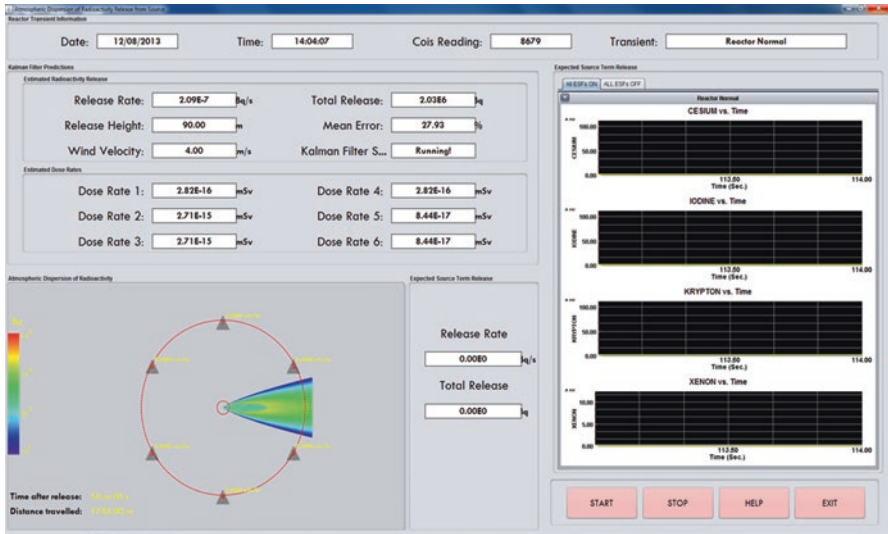 Atmospheric Dispersion of Radioactivity Release from Source
Reactor Transient Information
Date: 12/08/2013 Time: 14:04:07 Cois Reading: 8679 Transient: Reactor Normal
Kalman Filter Predictions
Estimated Radioactivity Release
Release Rate: 2.09E-7 Bq/s Total Release: 2.03E6
Release Height: 90.00 m Mean Error: 27.93 %
Wind Velocity: 4.00 m/s Kalman Filter S... Running!
Estimated Dose Rates
Dose Rate 1: 2.82E-16 mSv Dose Rate 4: 2.82E-16 mSv
Dose Rate 2: 2.71E-15 mSv Dose Rate 5: 8.44E-17 mSv
Dose Rate 3: 2.71E-15 mSv Dose Rate 6: 8.44E-17 mSv
Atmospheric Dispersion of Radioactivity
Time after release:
Distance travelled:
Expected Source Term Release
Release Rate
0.00E0 Bq/s
Total Release
0.00E0
Expected Source Term Release
All ESFs ON ALL ESFs OFF
Reactor Normal
CESIUM vs. Time
100.00
50.00
0.00
CESIUM
113.50 114.00
Time (Sec.)
IODINE vs. Time
100.00
50.00
0.00
IODINE
113.50 114.00
Time (Sec.)
KRYPTON vs. Time
100.00
50.00
0.00
KRYPTON
113.50 114.00
Time (Sec.)
XENON vs. Time
10.00
5.00
0.00
XENON
113.50 114.00
Time (Sec.)
START STOP HELP EXIT